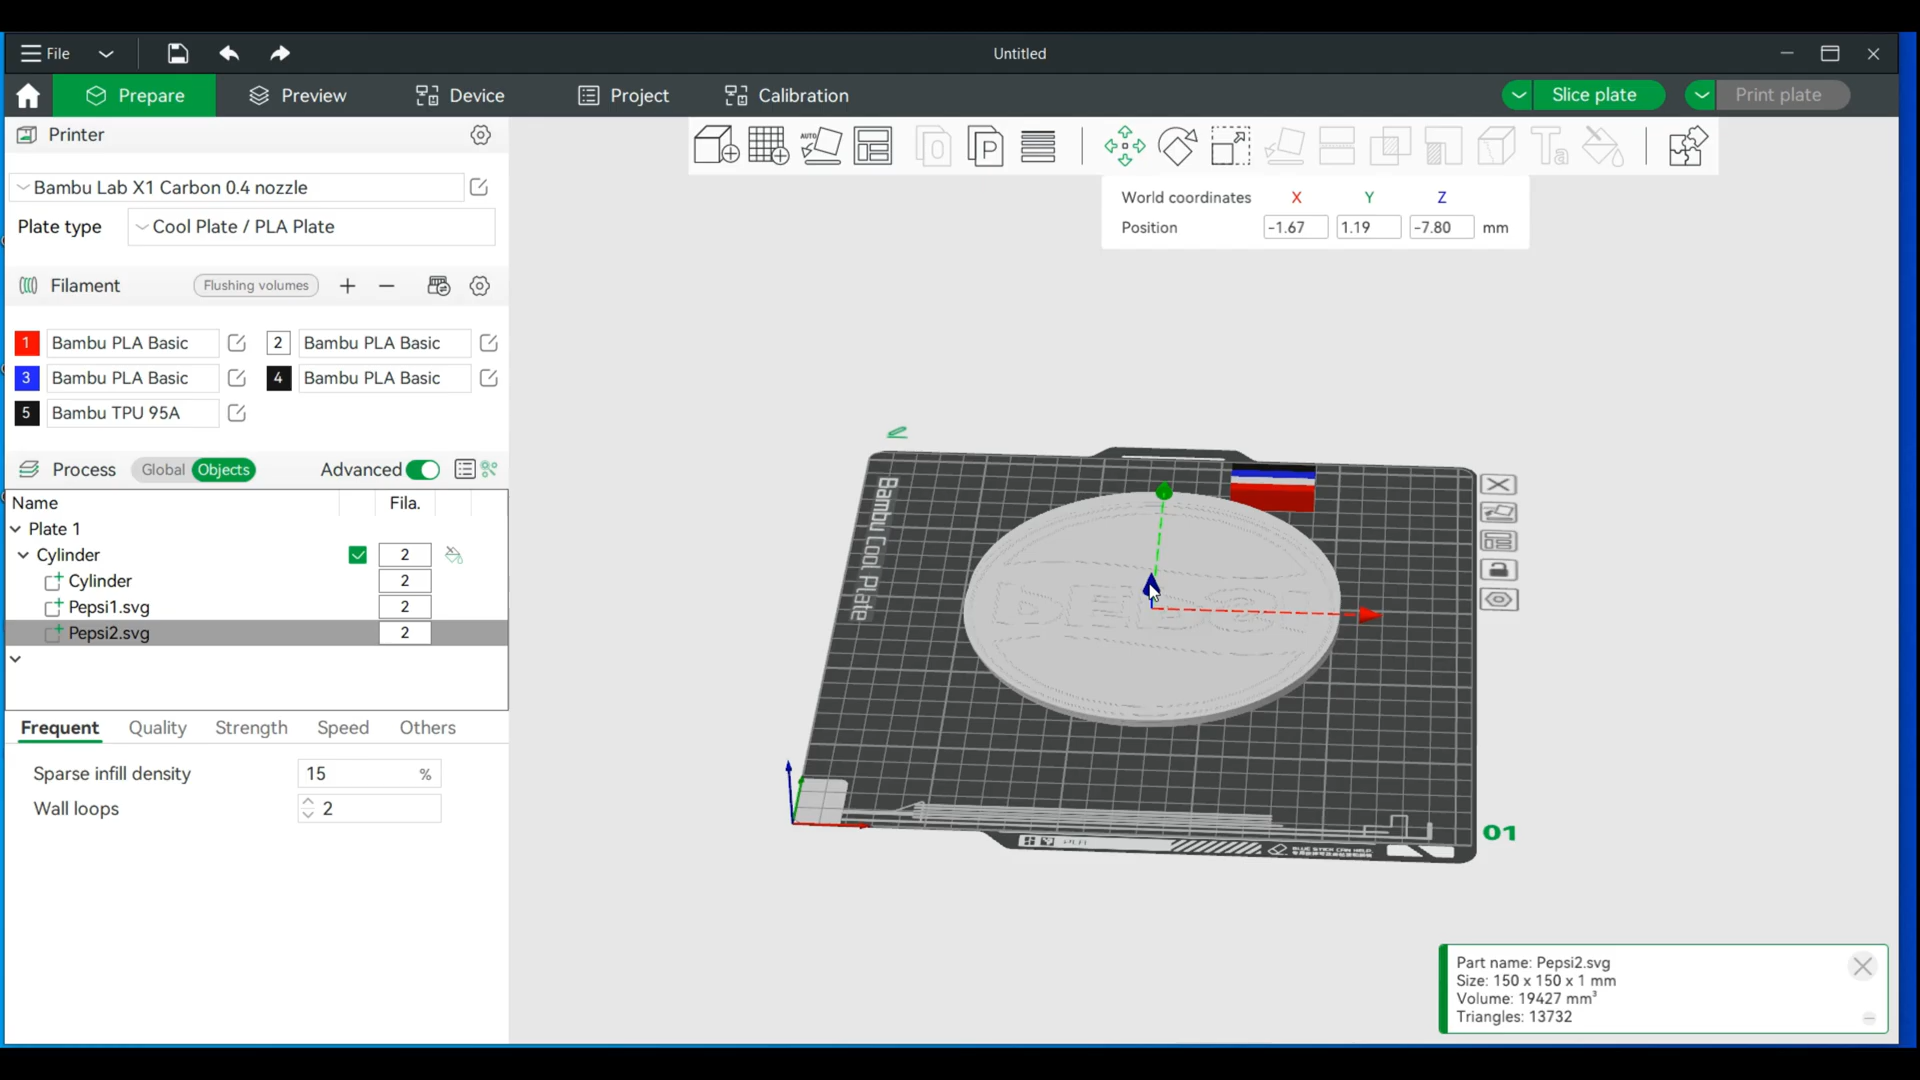 File
Untitled
Prepare
Preview
Device
Project
Calibration
Slice plate
Print plate
Printer
Bambu Lab X1 Carbon 0.4 nozzle
Plate type
Cool Plate / PLA Plate
Filament
Flushing volumes
1 Bambu PLA Basic
2 Bambu PLA Basic
3 Bambu PLA Basic
4 Bambu PLA Basic
5 Bambu TPU 95A
Process
Global
Objects
Advanced
Name Fila.
Plate 1
Cylinder 2
Cylinder 2
Pepsi1.svg 2
Pepsi2.svg 2
Frequent
Quality
Strength
Speed
Others
Sparse infill density 15 %
Wall loops 2
AUTO
0
P
Ta
World coordinates X Y Z
Position -1.67 1.19 -7.80 mm
Bambu Cool Plate
01
Part name: Pepsi2.svg
Size: 150 x 150 x 1 mm
Volume: 19427 mm³
Triangles: 13732